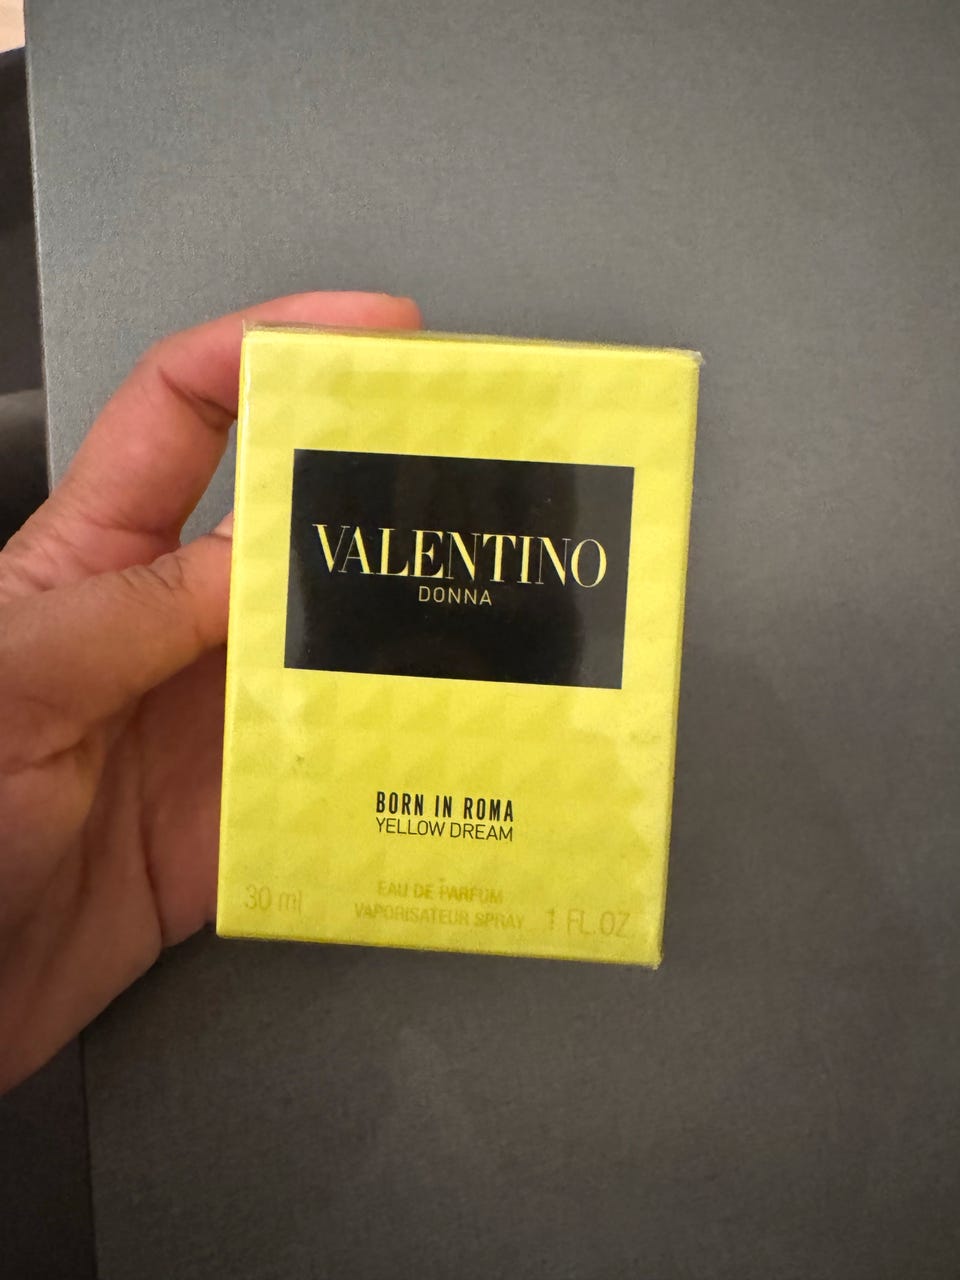 VALENTINO
DONNA
BORN IN ROMA
YELLOW DREAM
30 ml
EAU DE PARFUM
VAPORISATEUR SPRAY
1 FL.OZ